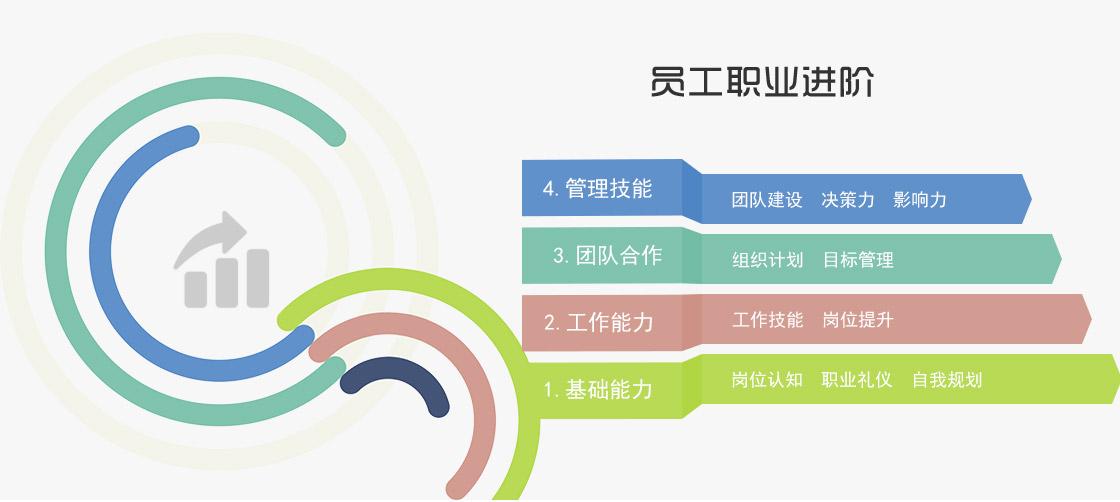 员工职业进阶
4. 管理技能 团队建设 决策力 影响力
3. 团队合作 组织计划 目标管理
2. 工作能力 工作技能 岗位提升
1. 基础能力 岗位认知 职业礼仪 自我规划